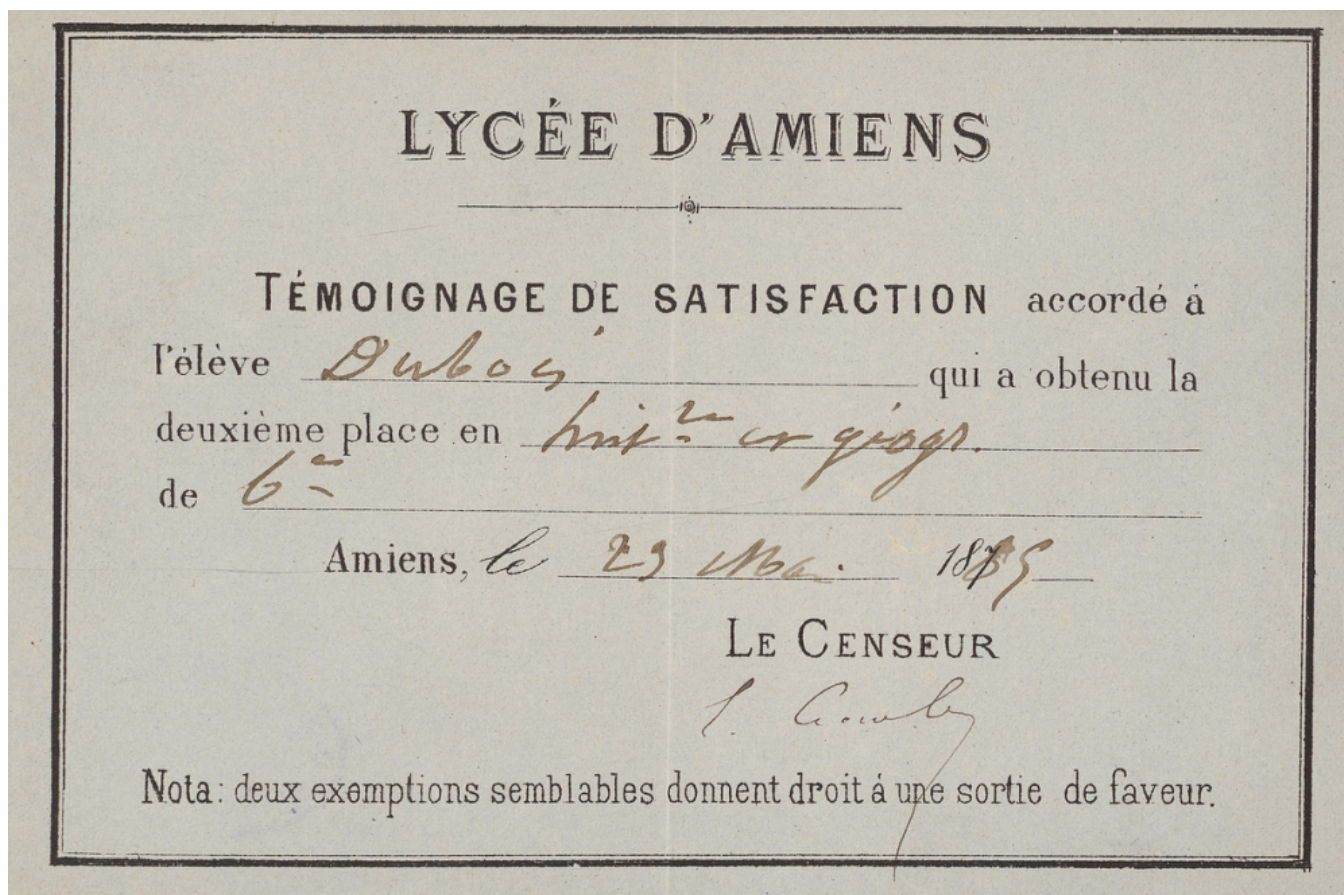 LYCÉE D'AMIENS
TÉMOIGNAGE DE SATISFACTION accordé à
l'élève Dubois qui a obtenu la
deuxième place en hist re et géogr.
de 6e
Amiens, le 29 Mai 1885
LE CENSEUR
Nota : deux exemptions semblables donnent droit á une sortie de faveur.